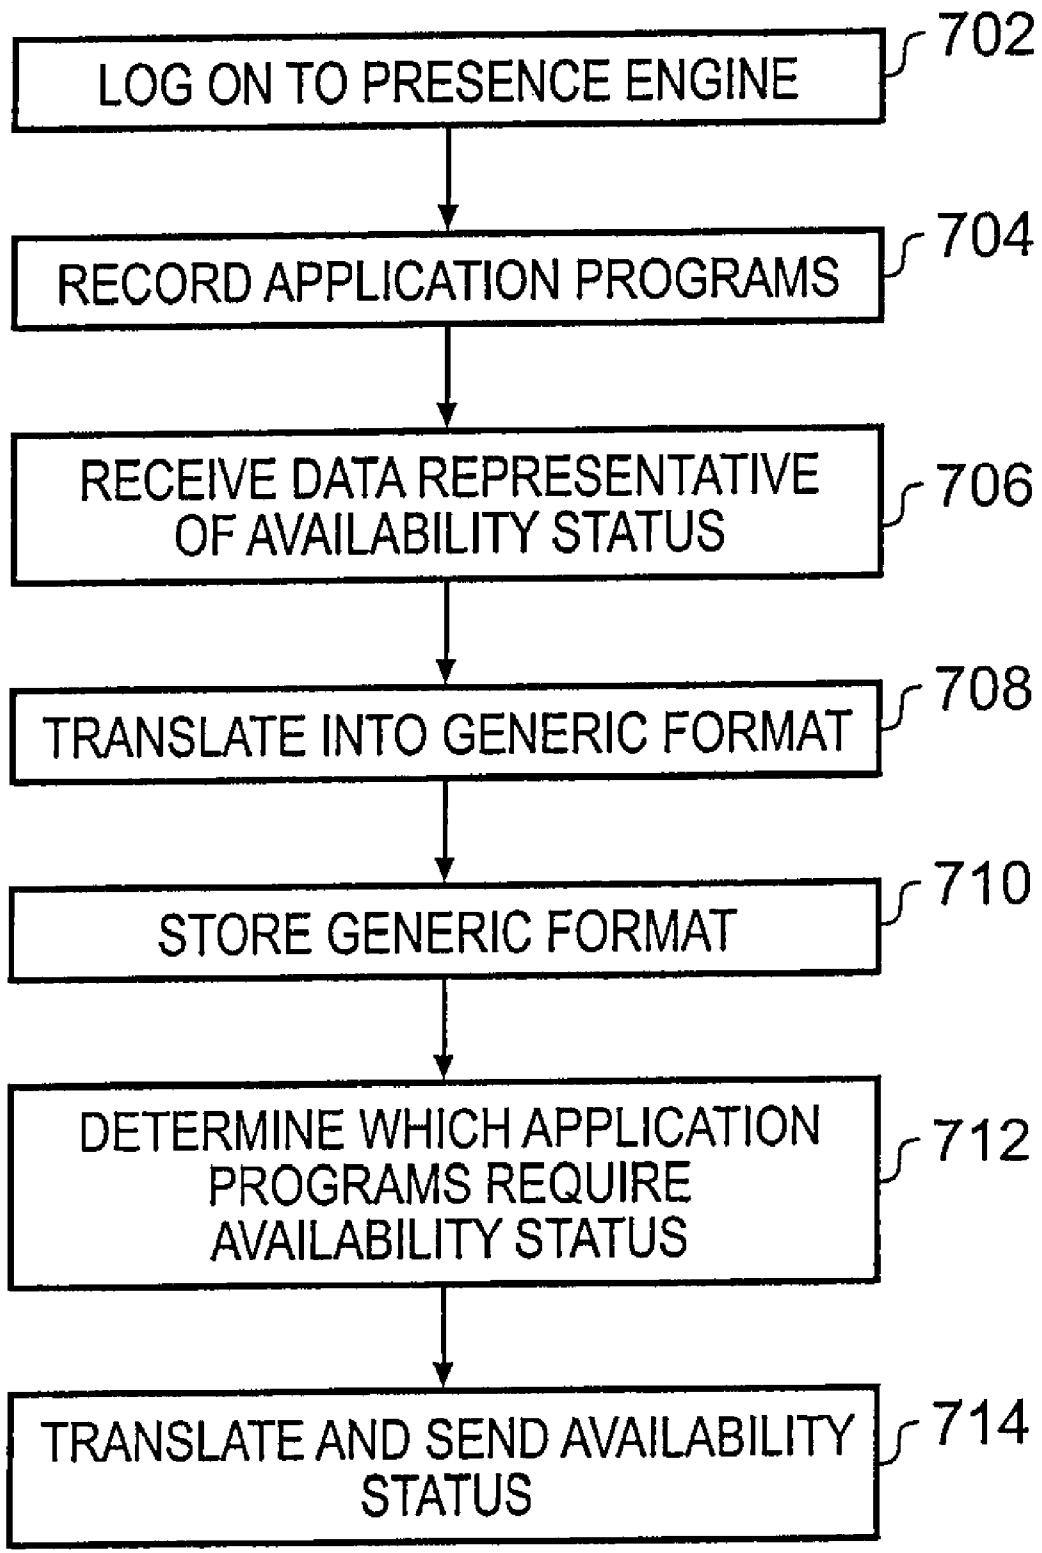 702
LOG ON TO PRESENCE ENGINE
704
RECORD APPLICATION PROGRAMS
706
RECEIVE DATA REPRESENTATIVE
OF AVAILABILITY STATUS
708
TRANSLATE INTO GENERIC FORMAT
710
STORE GENERIC FORMAT
712
DETERMINE WHICH APPLICATION
PROGRAMS REQUIRE
AVAILABILITY STATUS
714
TRANSLATE AND SEND AVAILABILITY
STATUS